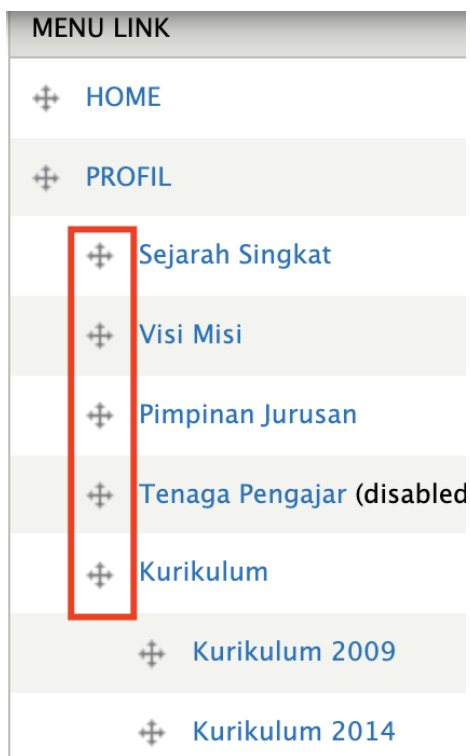 MENU LINK
HOME
PROFIL
Sejarah Singkat
Visi Misi
Pimpinan Jurusan
Tenaga Pengajar (disabled
Kurikulum
Kurikulum 2009
Kurikulum 2014